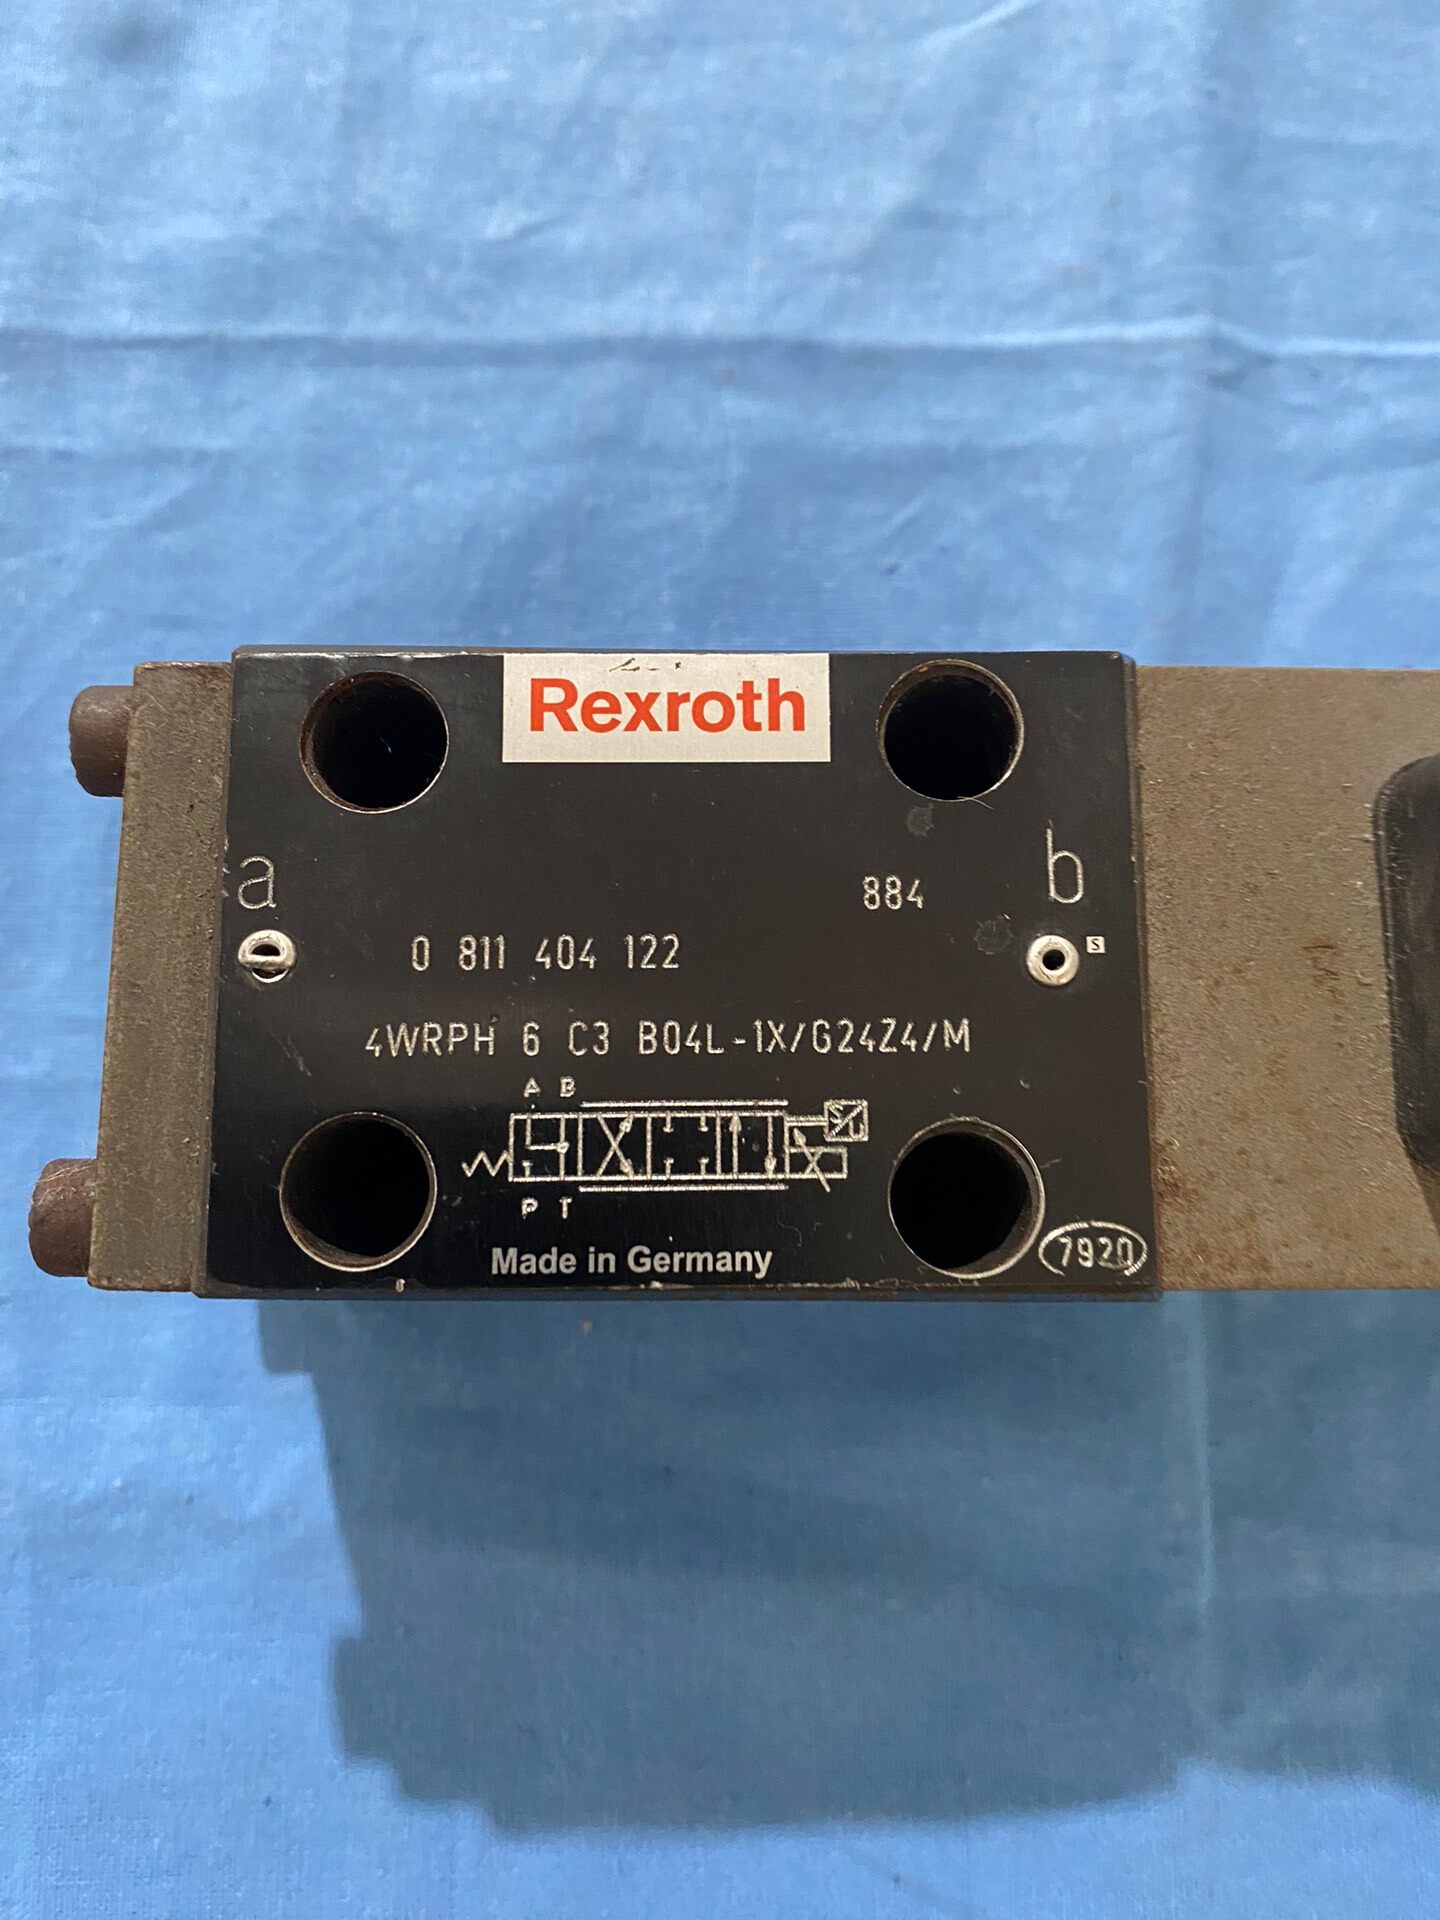 Rexroth
a
884
b
0 811 404 122
S
4WRPH 6 C3 B04L-1X/G24Z4/M
A B
S/U
P T
Made in Germany
7920